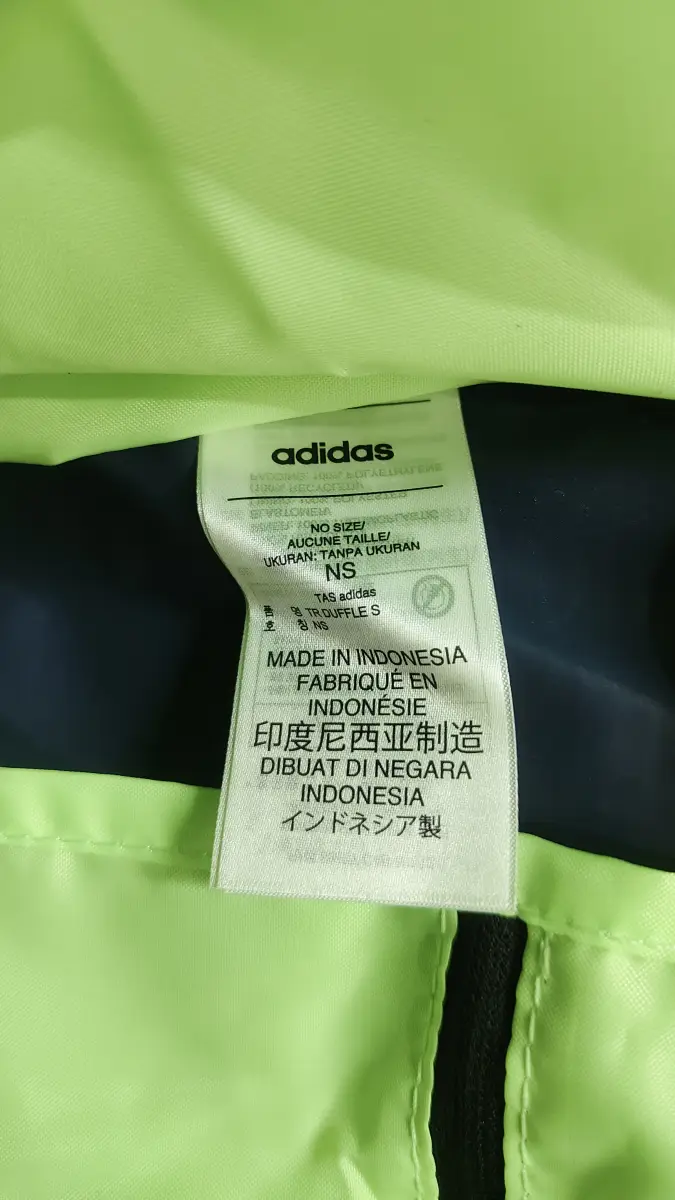 adidas
NO SIZE/
AUCUNE TAILLE/
UKURAN: TANPA UKURAN
NS
TAS adidas
품 명 TR DUFFLE S
호 칭 NS
MADE IN INDONESIA
FABRIQUÉ EN
INDONÉSIE
印度尼西亚制造
DIBUAT DI NEGARA
INDONESIA
インドネシア製